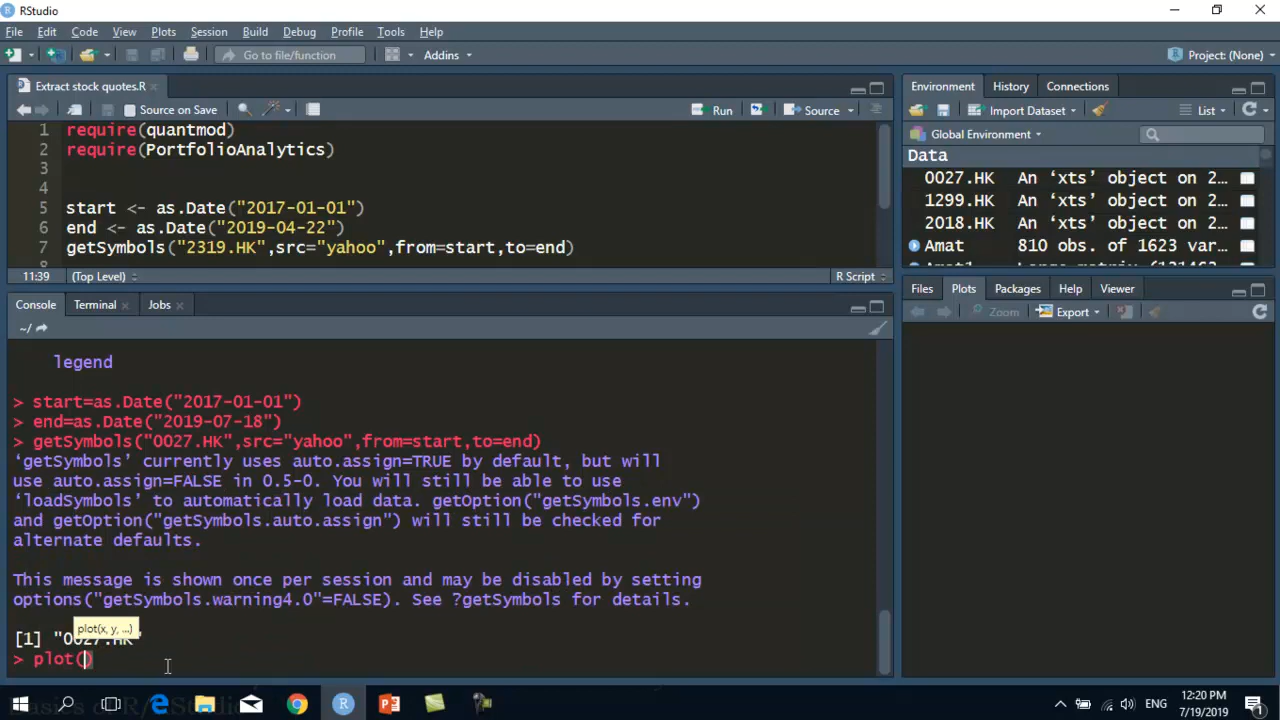 RStudio
File Edit Code View Plots Session Build Debug Profile Tools Help
Go to file/function Addins Project: (None)
Extract stock quotes.R
Source on Save Run Source
1 require(quantmod)
2 require(PortfolioAnalytics)
3
4
5 start <- as.Date("2017-01-01")
6 end <- as.Date("2019-04-22")
7 getSymbols("2319.HK",src="yahoo",from=start,to=end)
11:39 (Top Level) R Script
Console Terminal Jobs
~/
legend
> start=as.Date("2017-01-01")
> end=as.Date("2019-07-18")
> getSymbols("0027.HK",src="yahoo",from=start,to=end)
‘getSymbols’ currently uses auto.assign=TRUE by default, but will
use auto.assign=FALSE in 0.5-0. You will still be able to use
‘loadSymbols’ to automatically load data. getOption("getSymbols.env")
and getOption("getSymbols.auto.assign") will still be checked for
alternate defaults.
This message is shown once per session and may be disabled by setting
options("getSymbols.warning4.0"=FALSE). See ?getSymbols for details.
plot(x, y, ...)
[1] "0027.HK"
> plot()
Environment History Connections
Import Dataset List
Global Environment
Data
0027.HK An ‘xts’ object on 2...
1299.HK An ‘xts’ object on 2...
2018.HK An ‘xts’ object on 2...
Amat 810 obs. of 1623 var...
Files Plots Packages Help Viewer
Zoom Export
Basics of R/RStudio
ENG
12:20 PM
7/19/2019